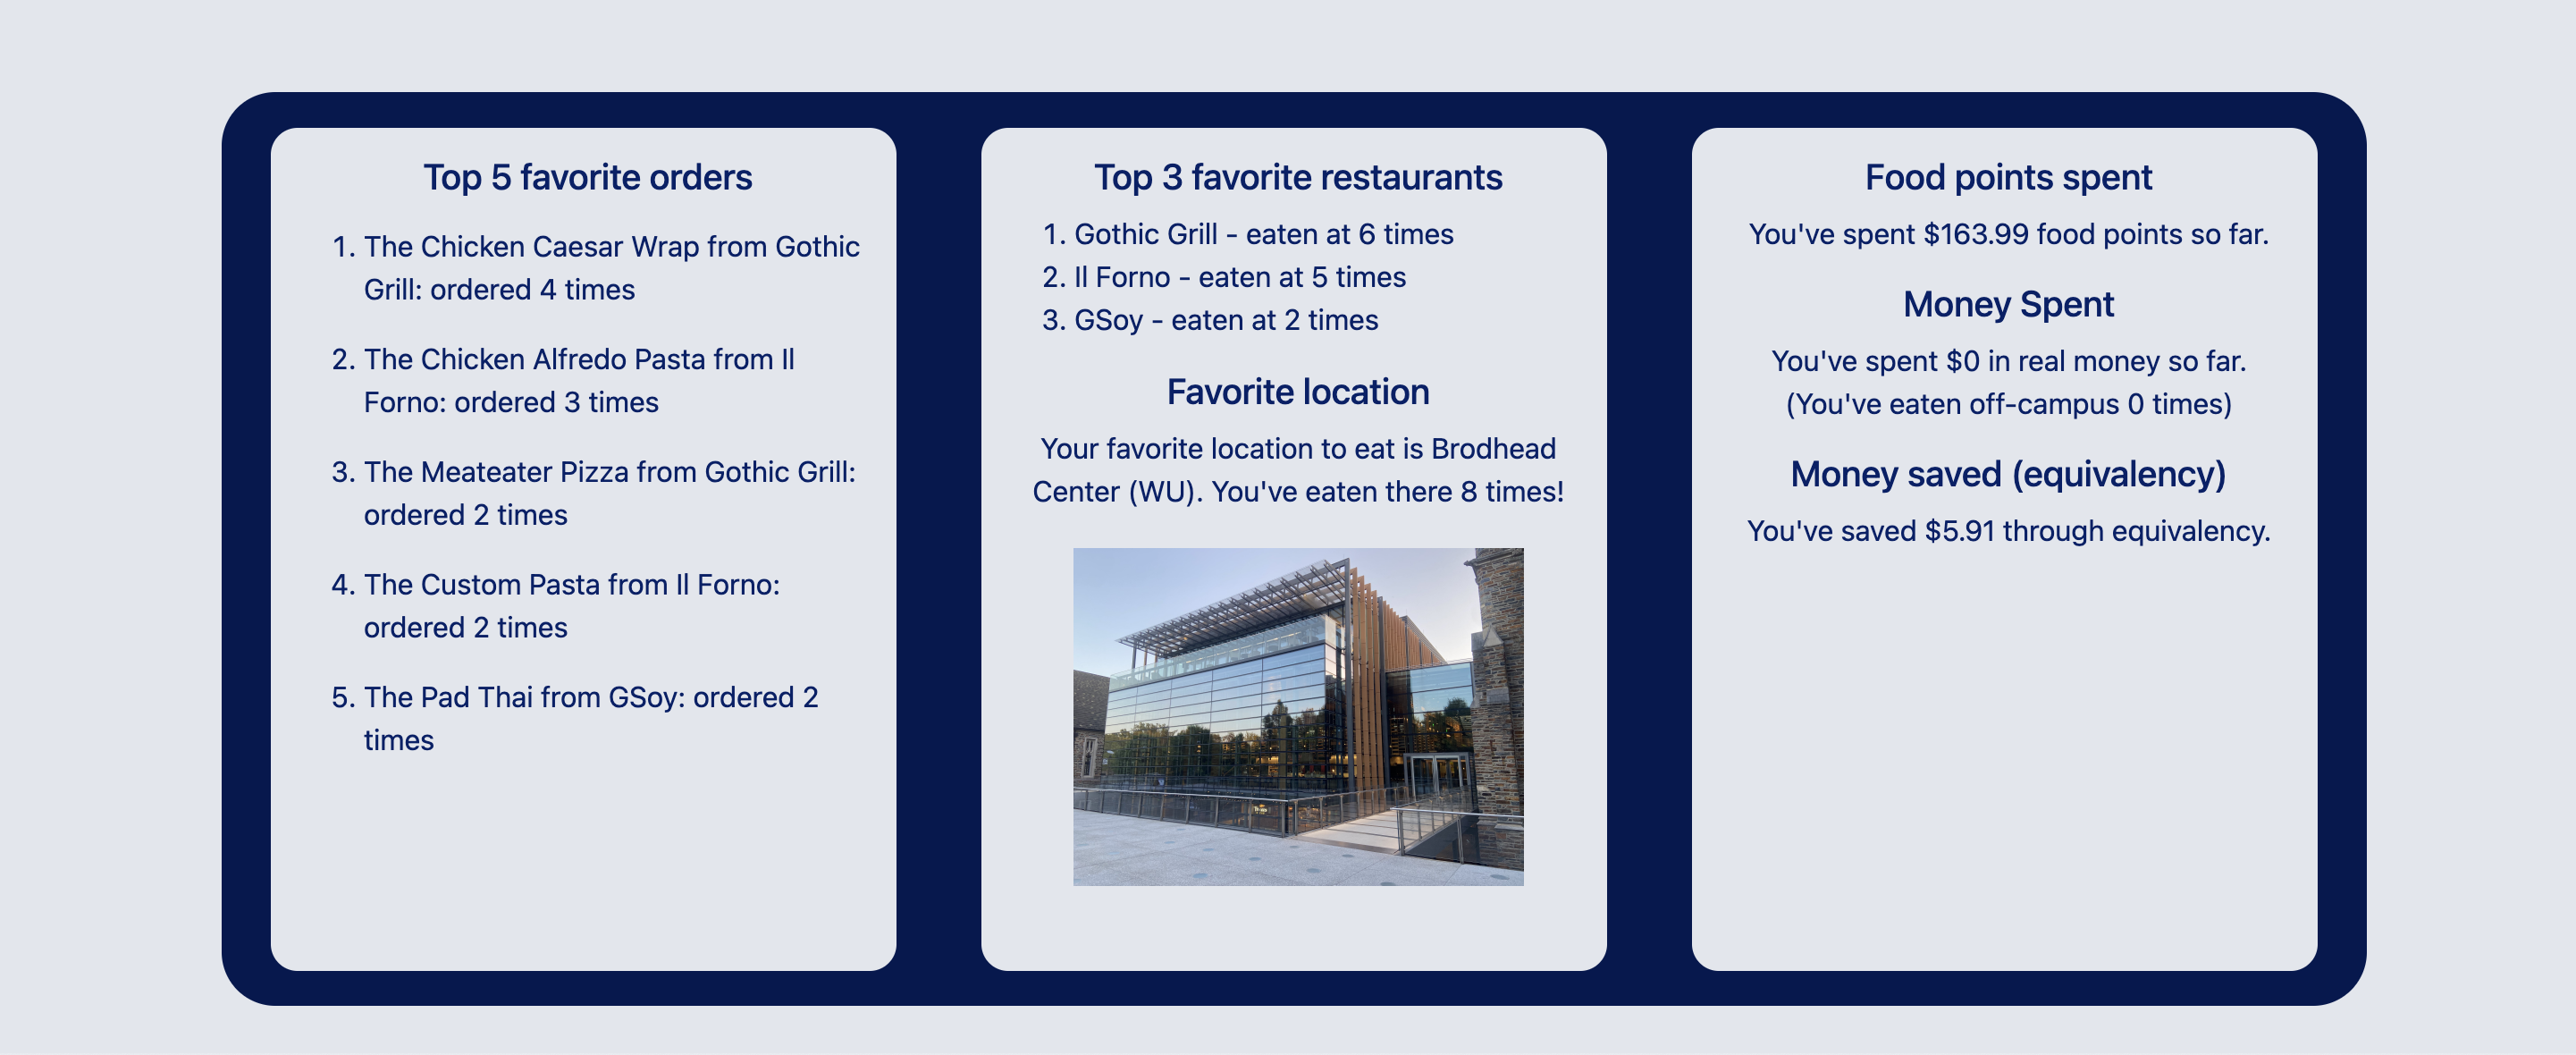 Top 5 favorite orders
1. The Chicken Caesar Wrap from Gothic
Grill: ordered 4 times
2. The Chicken Alfredo Pasta from Il
Forno: ordered 3 times
3. The Meateater Pizza from Gothic Grill:
ordered 2 times
4. The Custom Pasta from Il Forno:
ordered 2 times
5. The Pad Thai from GSoy: ordered 2
times
Top 3 favorite restaurants
1. Gothic Grill - eaten at 6 times
2. Il Forno - eaten at 5 times
3. GSoy - eaten at 2 times
Favorite location
Your favorite location to eat is Brodhead
Center (WU). You've eaten there 8 times!
Food points spent
You've spent $163.99 food points so far.
Money Spent
You've spent $0 in real money so far.
(You've eaten off-campus 0 times)
Money saved (equivalency)
You've saved $5.91 through equivalency.